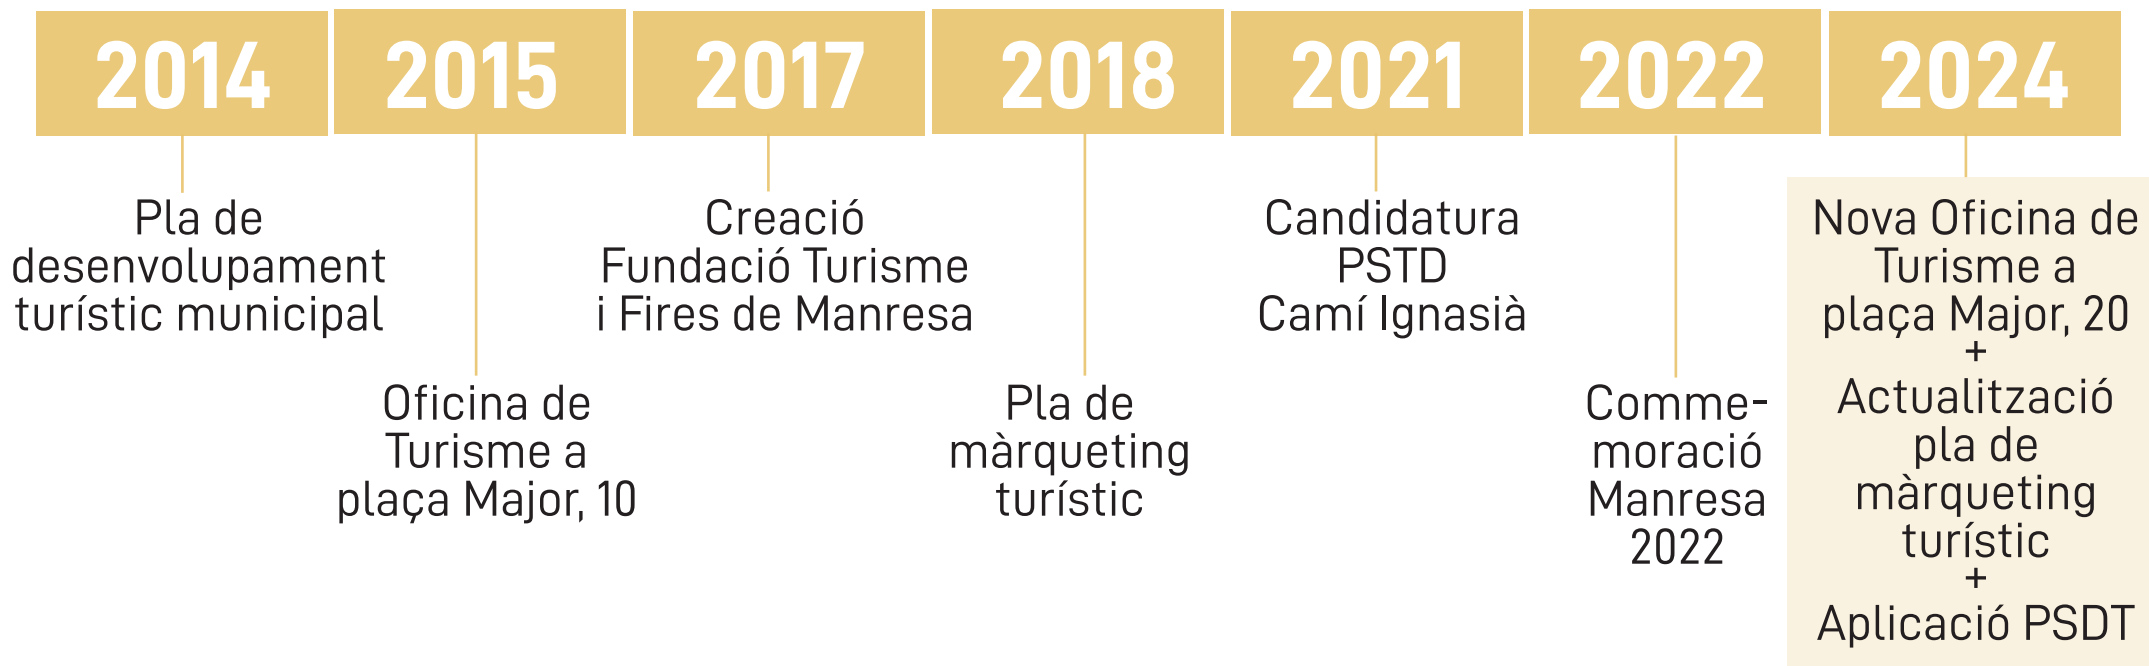 2014
Pla de
desenvolupament
turístic municipal
2015
Oficina de
Turisme a
plaça Major, 10
2017
Creació
Fundació Turisme
i Fires de Manresa
2018
Pla de
màrqueting
turístic
2021
Candidatura
PSTD
Camí Ignasià
2022
Comme-
moració
Manresa
2022
2024
Nova Oficina de
Turisme a
plaça Major, 20
+
Actualització
pla de
màrqueting
turístic
+
Aplicació PSDT